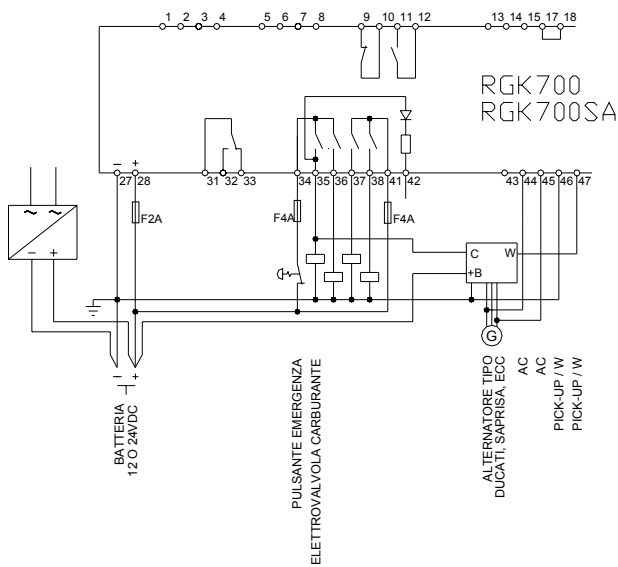 1 2 3 4 5 6 7 8 9 10 11 12 13 14 15 17 18
RGK700
RGK700SA
– +
27 28 31 32 33 34 35 36 37 38 41 42 43 44 45 46 47
F2A F4A F4A
~ ~
– +
C W
+B
G
– +
BATTERIA
12 O 24VDC
PULSANTE EMERGENZA
ELETTROVALVOLA CARBURANTE
ALTERNATORE TIPO
DUCATI, SAPRISA, ECC
AC
AC
PICK-UP / W
PICK-UP / W